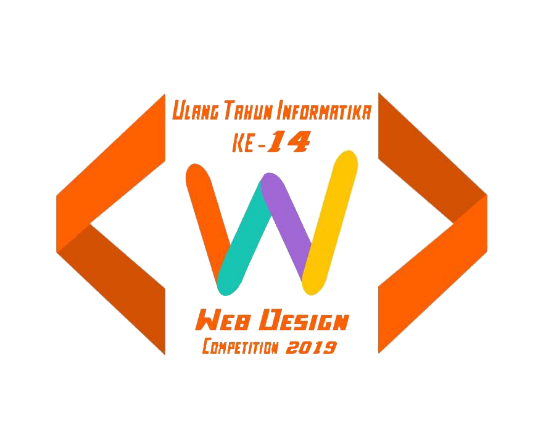 Ulang Tahun Informatika
KE-14
W
Web Design
Competition 2019